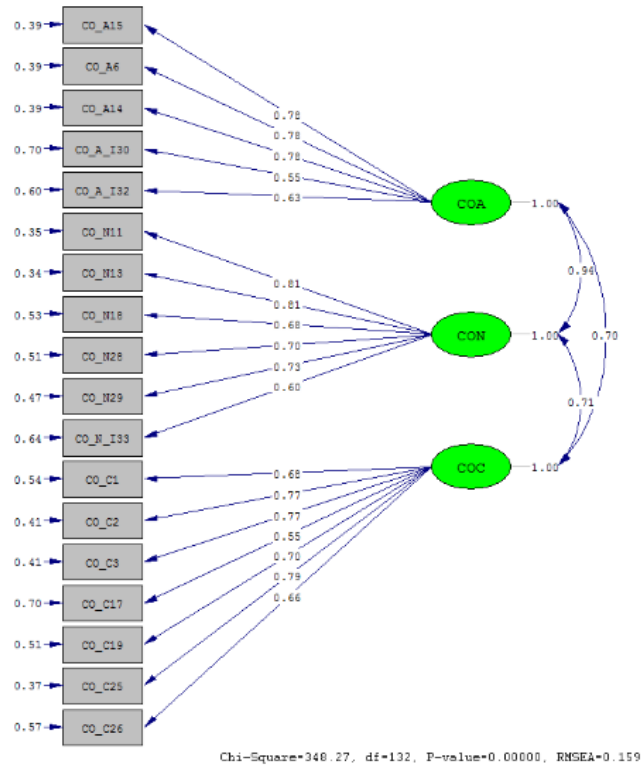 0.39 CO_A15
0.39 CO_A6
0.39 CO_A14
0.70 CO_A_I30
0.60 CO_A_I32
0.35 CO_N11
0.34 CO_N13
0.53 CO_N18
0.51 CO_N28
0.47 CO_N29
0.64 CO_N_I33
0.54 CO_C1
0.41 CO_C2
0.41 CO_C3
0.70 CO_C17
0.51 CO_C19
0.37 CO_C25
0.57 CO_C26
0.78
0.78
0.78
0.55
0.63
0.81
0.81
0.68
0.70
0.73
0.60
0.68
0.77
0.77
0.55
0.70
0.79
0.66
COA 1.00
CON 1.00
COC 1.00
0.94
0.70
0.71
Chi-Square=348.27, df=132, P-value=0.00000, RMSEA=0.159